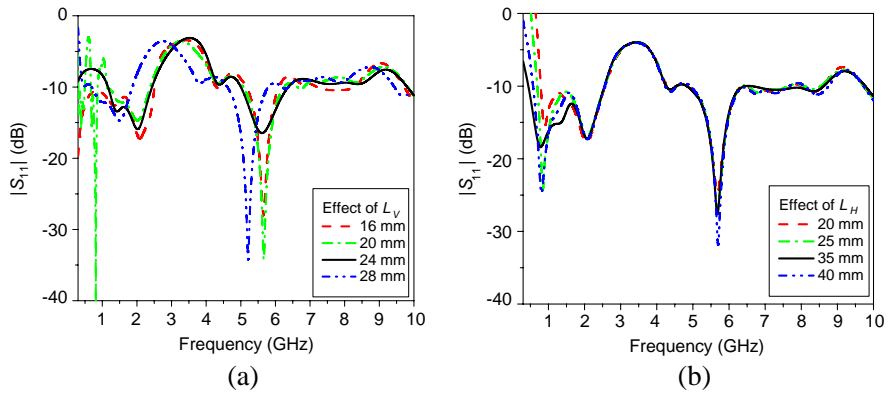 0
-10
-20
-30
-40
|S11| (dB)
1 2 3 4 5 6 7 8 9 10
Frequency (GHz)
Effect of LV
16 mm
20 mm
24 mm
28 mm
(a)
0
-10
-20
-30
-40
|S11| (dB)
1 2 3 4 5 6 7 8 9 10
Frequency (GHz)
Effect of LH
20 mm
25 mm
35 mm
40 mm
(b)